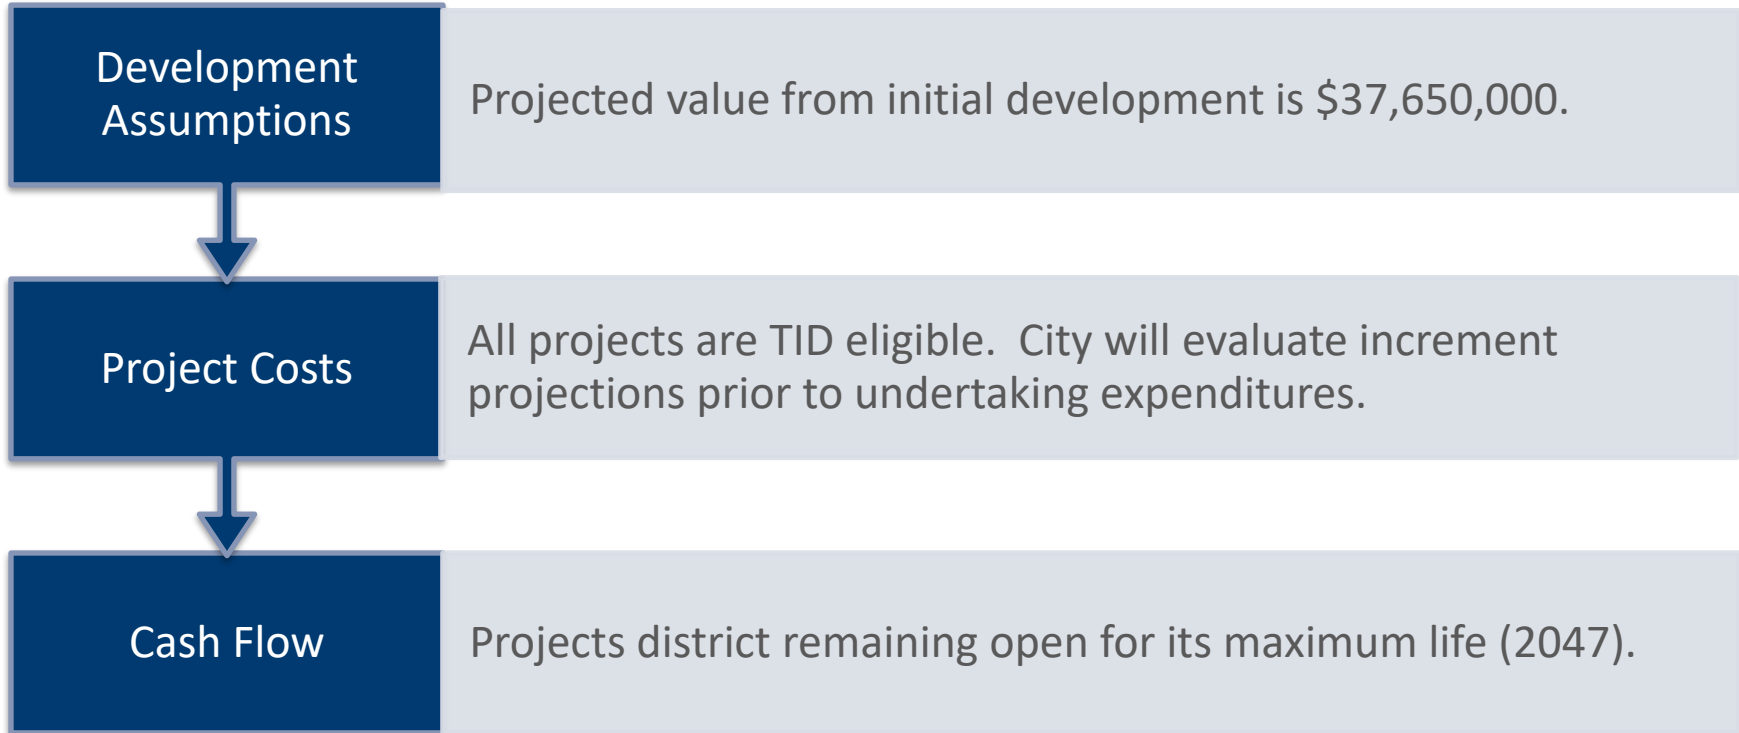 Development
Assumptions
Projected value from initial development is $37,650,000.
Project Costs
All projects are TID eligible.  City will evaluate increment
projections prior to undertaking expenditures.
Cash Flow
Projects district remaining open for its maximum life (2047).